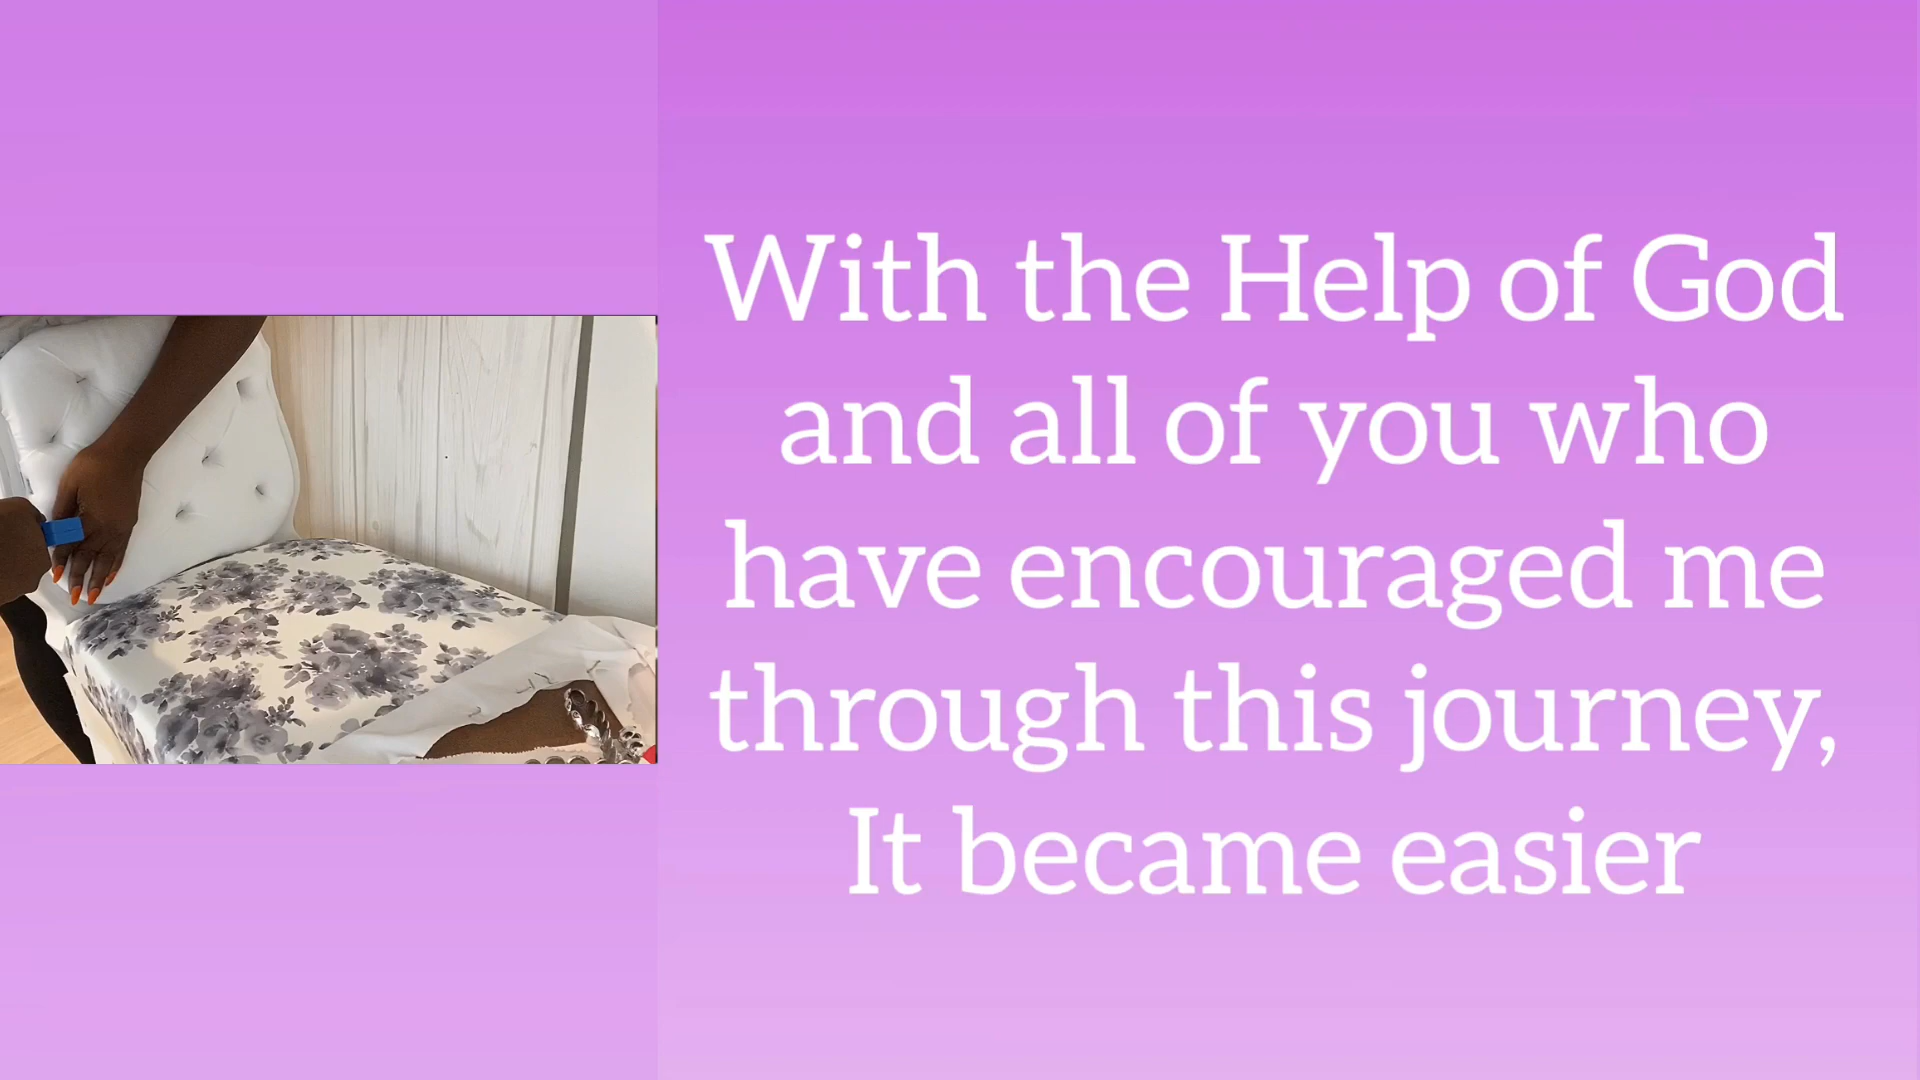 With the Help of God
and all of you who
have encouraged me
through this journey,
It became easier